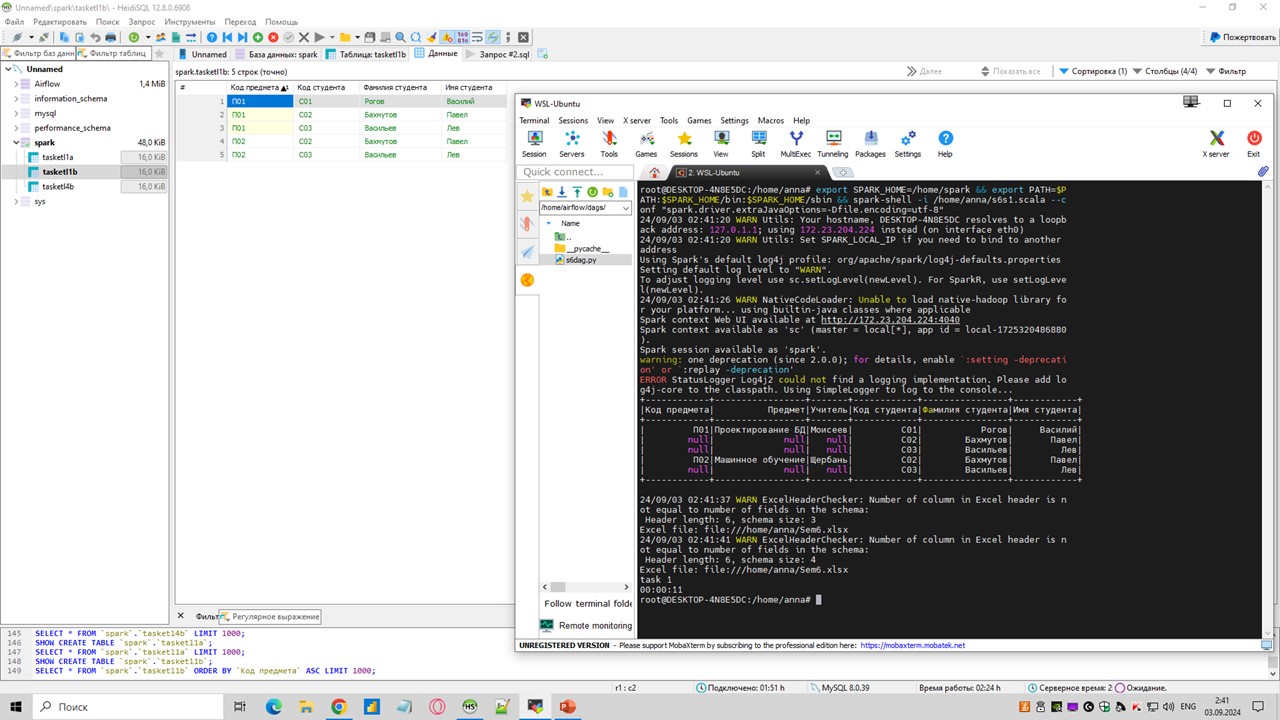 Unnamed\spark\tasketl1b\ - HeidiSQL 12.8.0.6908
Файл Редактировать Поиск Запрос Инструменты Переход Помощь
Пожертвовать
Фильтр баз данн Фильтр таблиц
Unnamed База данных: spark Таблица: tasketl1b Данные Запрос #2.sql
Unnamed
Airflow 1,4 MiB
information_schema
mysql
performance_schema
spark 48,0 KiB
tasketl1a 16,0 KiB
tasketl1b 16,0 KiB
tasketl4b 16,0 KiB
sys
spark.tasketl1b: 5 строк (точно)
Далее Показать все Сортировка (1) Столбцы (4/4) Фильтр
# Код предмета Код студента Фамилия студента Имя студента
1 П01 C01 Рогов Василий
2 П01 C02 Бахмутов Павел
3 П01 C03 Васильев Лев
4 П02 C02 Бахмутов Павел
5 П02 C03 Васильев Лев
WSL-Ubuntu
Terminal Sessions View X server Tools Games Settings Macros Help
Session Servers Tools Games Sessions View Split MultiExec Tunneling Packages Settings Help X server Exit
Quick connect...
2. WSL-Ubuntu
/home/airflow/dags/
Name
..
__pycache__
s6dag.py
Follow terminal folde
Remote monitoring
root@DESKTOP-4N8E5DC:/home/anna# export SPARK_HOME=/home/spark && export PATH=$P
ATH:$SPARK_HOME/bin:$SPARK_HOME/sbin && spark-shell -i /home/anna/s6s1.scala --c
onf "spark.driver.extraJavaOptions=-Dfile.encoding=utf-8"
24/09/03 02:41:20 WARN Utils: Your hostname, DESKTOP-4N8E5DC resolves to a loopb
ack address: 127.0.1.1; using 172.23.204.224 instead (on interface eth0)
24/09/03 02:41:20 WARN Utils: Set SPARK_LOCAL_IP if you need to bind to another
address
Using Spark's default log4j profile: org/apache/spark/log4j-defaults.properties
Setting default log level to "WARN".
To adjust logging level use sc.setLogLevel(newLevel). For SparkR, use setLogLeve
l(newLevel).
24/09/03 02:41:26 WARN NativeCodeLoader: Unable to load native-hadoop library fo
r your platform... using builtin-java classes where applicable
Spark context Web UI available at http://172.23.204.224:4040
Spark context available as 'sc' (master = local[*], app id = local-1725320486880
).
Spark session available as 'spark'.
warning: one deprecation (since 2.0.0); for details, enable `:setting -deprecati
on' or `:replay -deprecation'
ERROR StatusLogger Log4j2 could not find a logging implementation. Please add lo
g4j-core to the classpath. Using SimpleLogger to log to the console...
+------------+------------------+-------+------------+----------------+------------+
|Код предмета| Предмет|Учитель|Код студента|Фамилия студента|Имя студента|
+------------+------------------+-------+------------+----------------+------------+
| П01|Проектирование БД|Моисеев| C01| Рогов| Василий|
| null| null| null| C02| Бахмутов| Павел|
| null| null| null| C03| Васильев| Лев|
| П02|Машинное обучение|Щербань| C02| Бахмутов| Павел|
| null| null| null| C03| Васильев| Лев|
+------------+------------------+-------+------------+----------------+------------+
24/09/03 02:41:37 WARN ExcelHeaderChecker: Number of column in Excel header is n
ot equal to number of fields in the schema:
Header length: 6, schema size: 3
Excel file: file:///home/anna/Sem6.xlsx
24/09/03 02:41:41 WARN ExcelHeaderChecker: Number of column in Excel header is n
ot equal to number of fields in the schema:
Header length: 6, schema size: 4
Excel file: file:///home/anna/Sem6.xlsx
task 1
00:00:11
root@DESKTOP-4N8E5DC:/home/anna#
UNREGISTERED VERSION - Please support MobaXterm by subscribing to the professional edition here: https://mobaxterm.mobatek.net
Фильт Регулярное выражение
145 SELECT * FROM `spark`.`tasketl4b` LIMIT 1000;
146 SHOW CREATE TABLE `spark`.`tasketl1a`;
147 SELECT * FROM `spark`.`tasketl1a` LIMIT 1000;
148 SHOW CREATE TABLE `spark`.`tasketl1b`;
149 SELECT * FROM `spark`.`tasketl1b` ORDER BY `Код предмета` ASC LIMIT 1000;
r1 : c2 Подключено: 01:51 h MySQL 8.0.39 Время работы: 02:24 h Серверное время: 2 Ожидание.
Поиск
ENG 2:41
03.09.2024